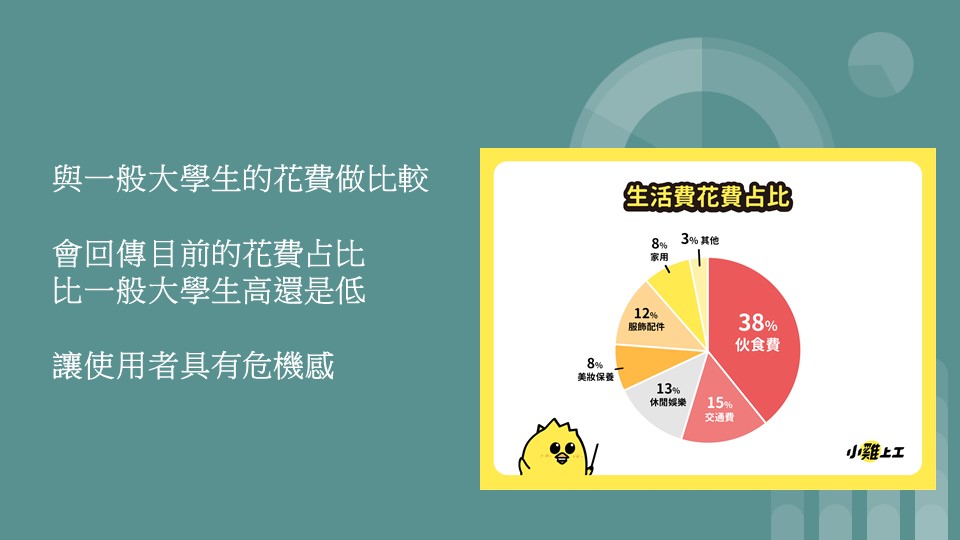 與一般大學生的花費做比較
會回傳目前的花費占比
比一般大學生高還是低
讓使用者具有危機感
生活費花費占比
3% 其他
8%
家用
12%
服飾配件
38%
伙食費
8%
美妝保養
13%
休閒娛樂
15%
交通費
小雞上工